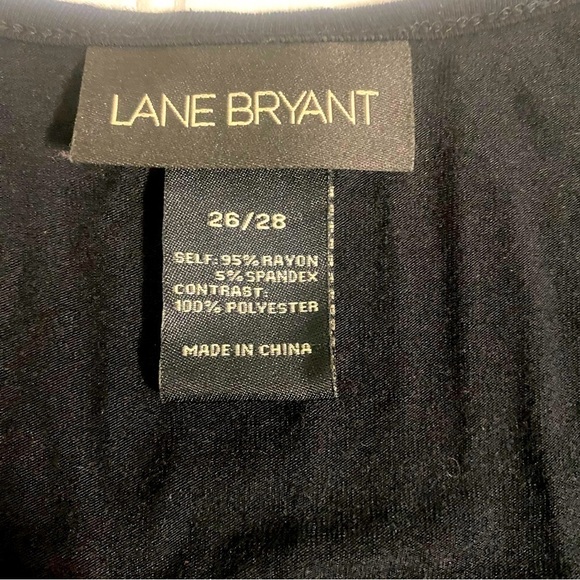 LANE BRYANT
26/28
SELF: 95% RAYON
5% SPANDEX
CONTRAST:
100% POLYESTER
MADE IN CHINA